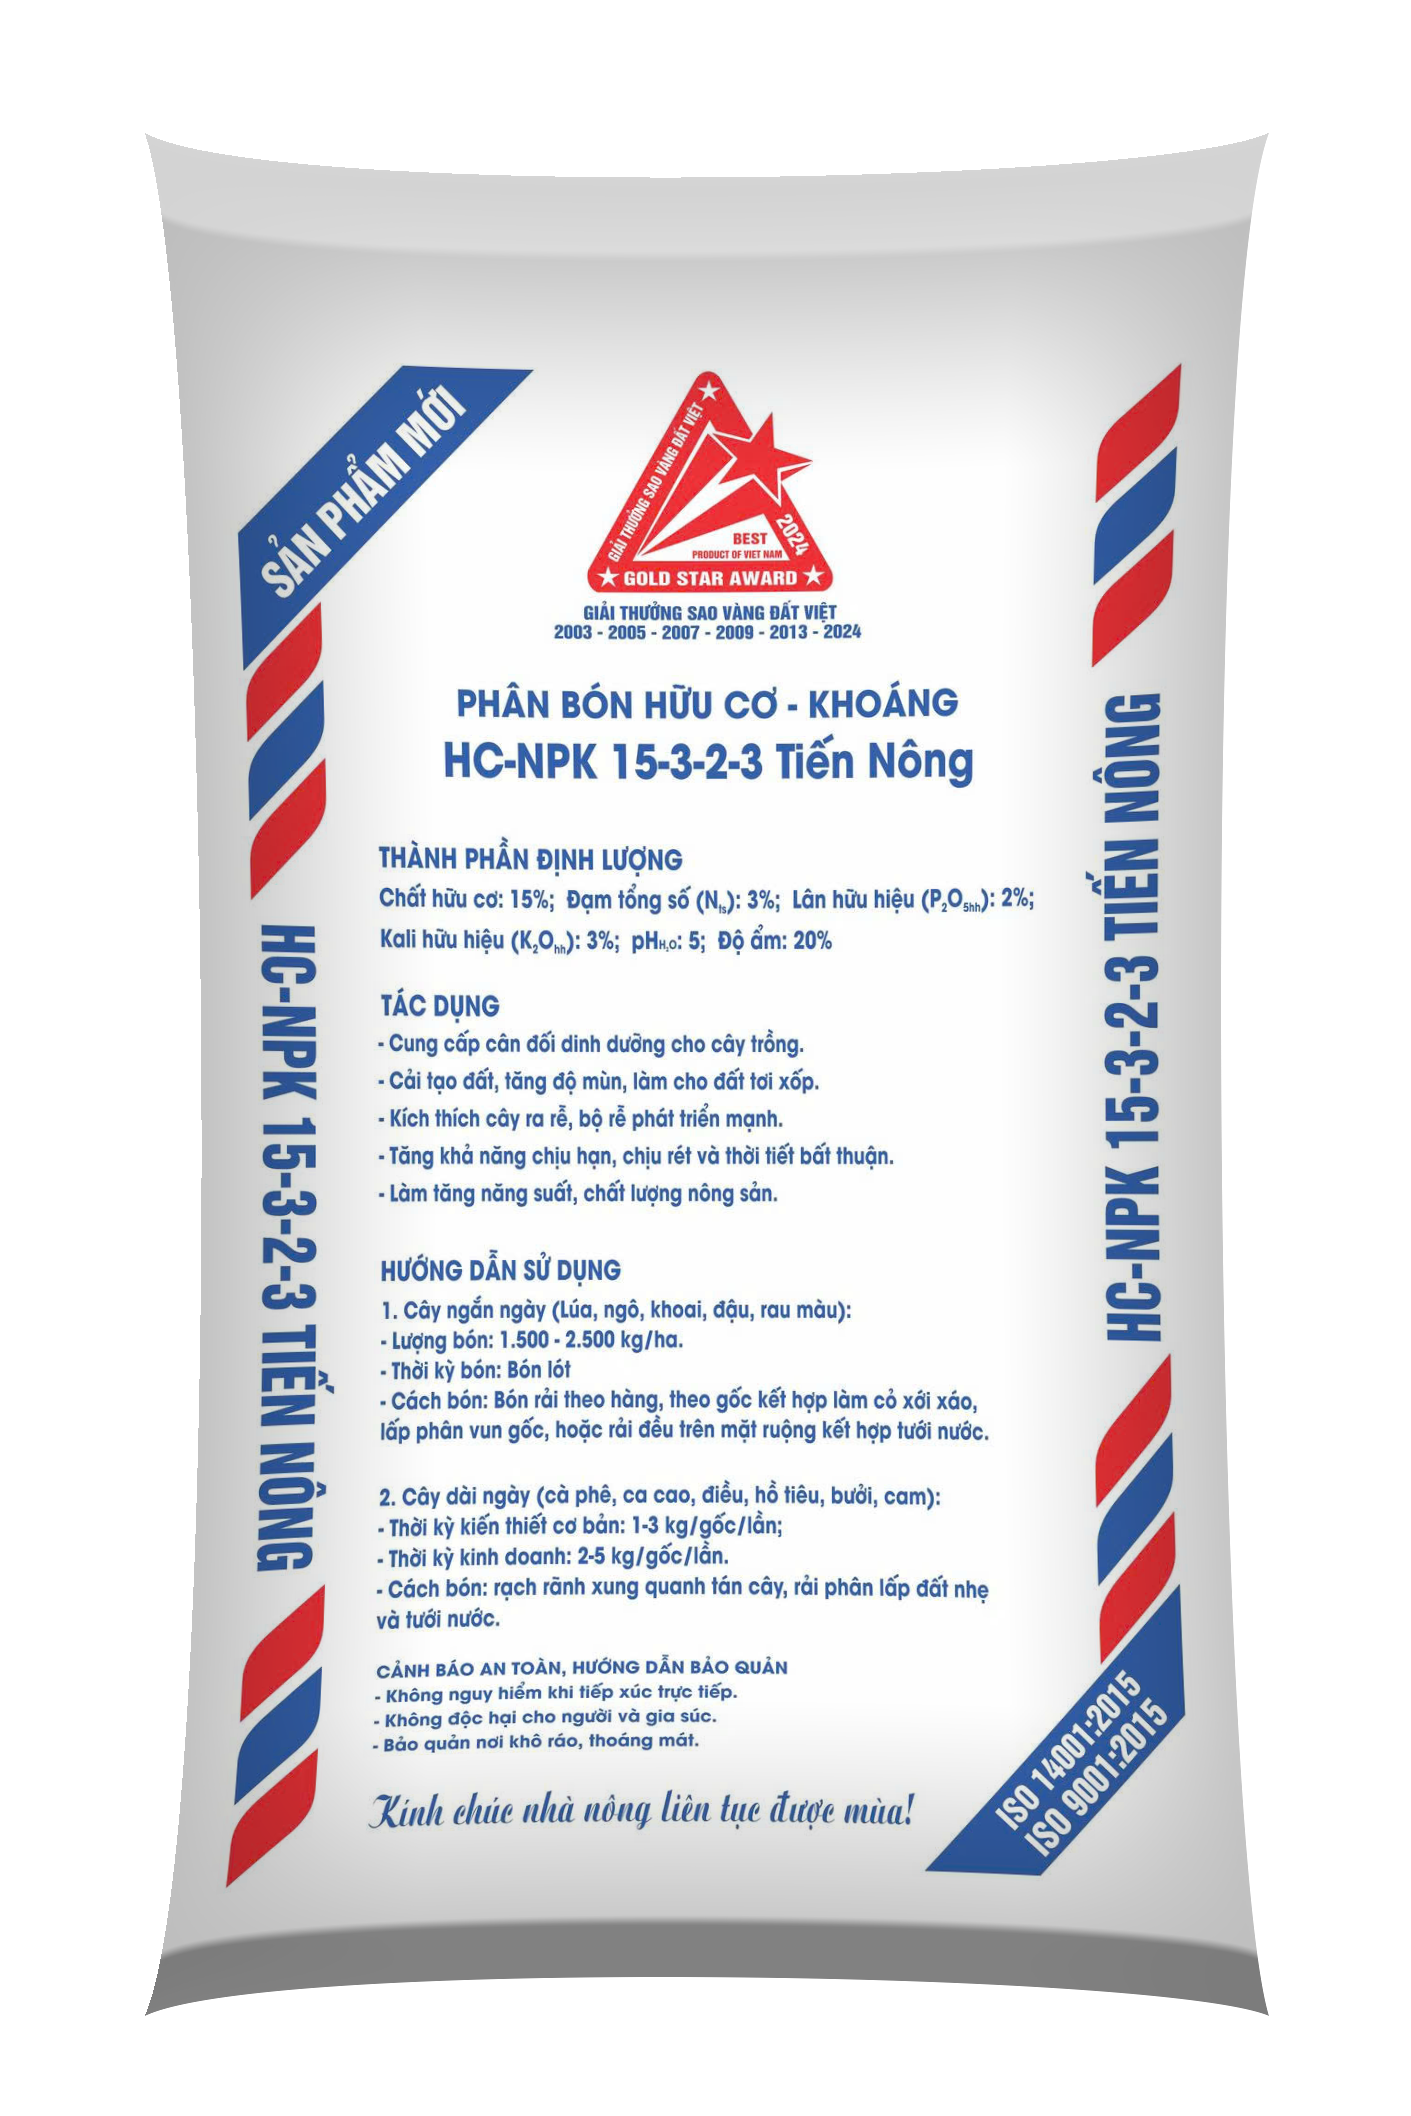 SẢN PHẨM MỚI
GIẢI THƯỞNG SAO VÀNG ĐẤT VIỆT
2024
BEST
PRODUCT OF VIET NAM
GOLD STAR AWARD
GIẢI THƯỞNG SAO VÀNG ĐẤT VIỆT
2003 - 2005 - 2007 - 2009 - 2013 - 2024
PHÂN BÓN HỮU CƠ - KHOÁNG
HC-NPK 15-3-2-3 Tiến Nông
THÀNH PHẦN ĐỊNH LƯỢNG
Chất hữu cơ: 15%; Đạm tổng số (Nts): 3%; Lân hữu hiệu (P2O5hh): 2%;
Kali hữu hiệu (K2Ohh): 3%; pHH2O: 5; Độ ẩm: 20%
TÁC DỤNG
- Cung cấp cân đối dinh dưỡng cho cây trồng.
- Cải tạo đất, tăng độ mùn, làm cho đất tơi xốp.
- Kích thích cây ra rễ, bộ rễ phát triển mạnh.
- Tăng khả năng chịu hạn, chịu rét và thời tiết bất thuận.
- Làm tăng năng suất, chất lượng nông sản.
HƯỚNG DẪN SỬ DỤNG
1. Cây ngắn ngày (Lúa, ngô, khoai, đậu, rau màu):
- Lượng bón: 1.500 - 2.500 kg/ha.
- Thời kỳ bón: Bón lót
- Cách bón: Bón rải theo hàng, theo gốc kết hợp làm cỏ xới xáo,
lấp phân vun gốc, hoặc rải đều trên mặt ruộng kết hợp tưới nước.
2. Cây dài ngày (cà phê, ca cao, điều, hồ tiêu, bưởi, cam):
- Thời kỳ kiến thiết cơ bản: 1-3 kg/gốc/lần;
- Thời kỳ kinh doanh: 2-5 kg/gốc/lần.
- Cách bón: rạch rãnh xung quanh tán cây, rải phân lấp đất nhẹ
và tưới nước.
CẢNH BÁO AN TOÀN, HƯỚNG DẪN BẢO QUẢN
- Không nguy hiểm khi tiếp xúc trực tiếp.
- Không độc hại cho người và gia súc.
- Bảo quản nơi khô ráo, thoáng mát.
Kính chúc nhà nông liên tục được mùa!
HC-NPK 15-3-2-3 TIẾN NÔNG
HC-NPK 15-3-2-3 TIẾN NÔNG
ISO 14001:2015
ISO 9001:2015